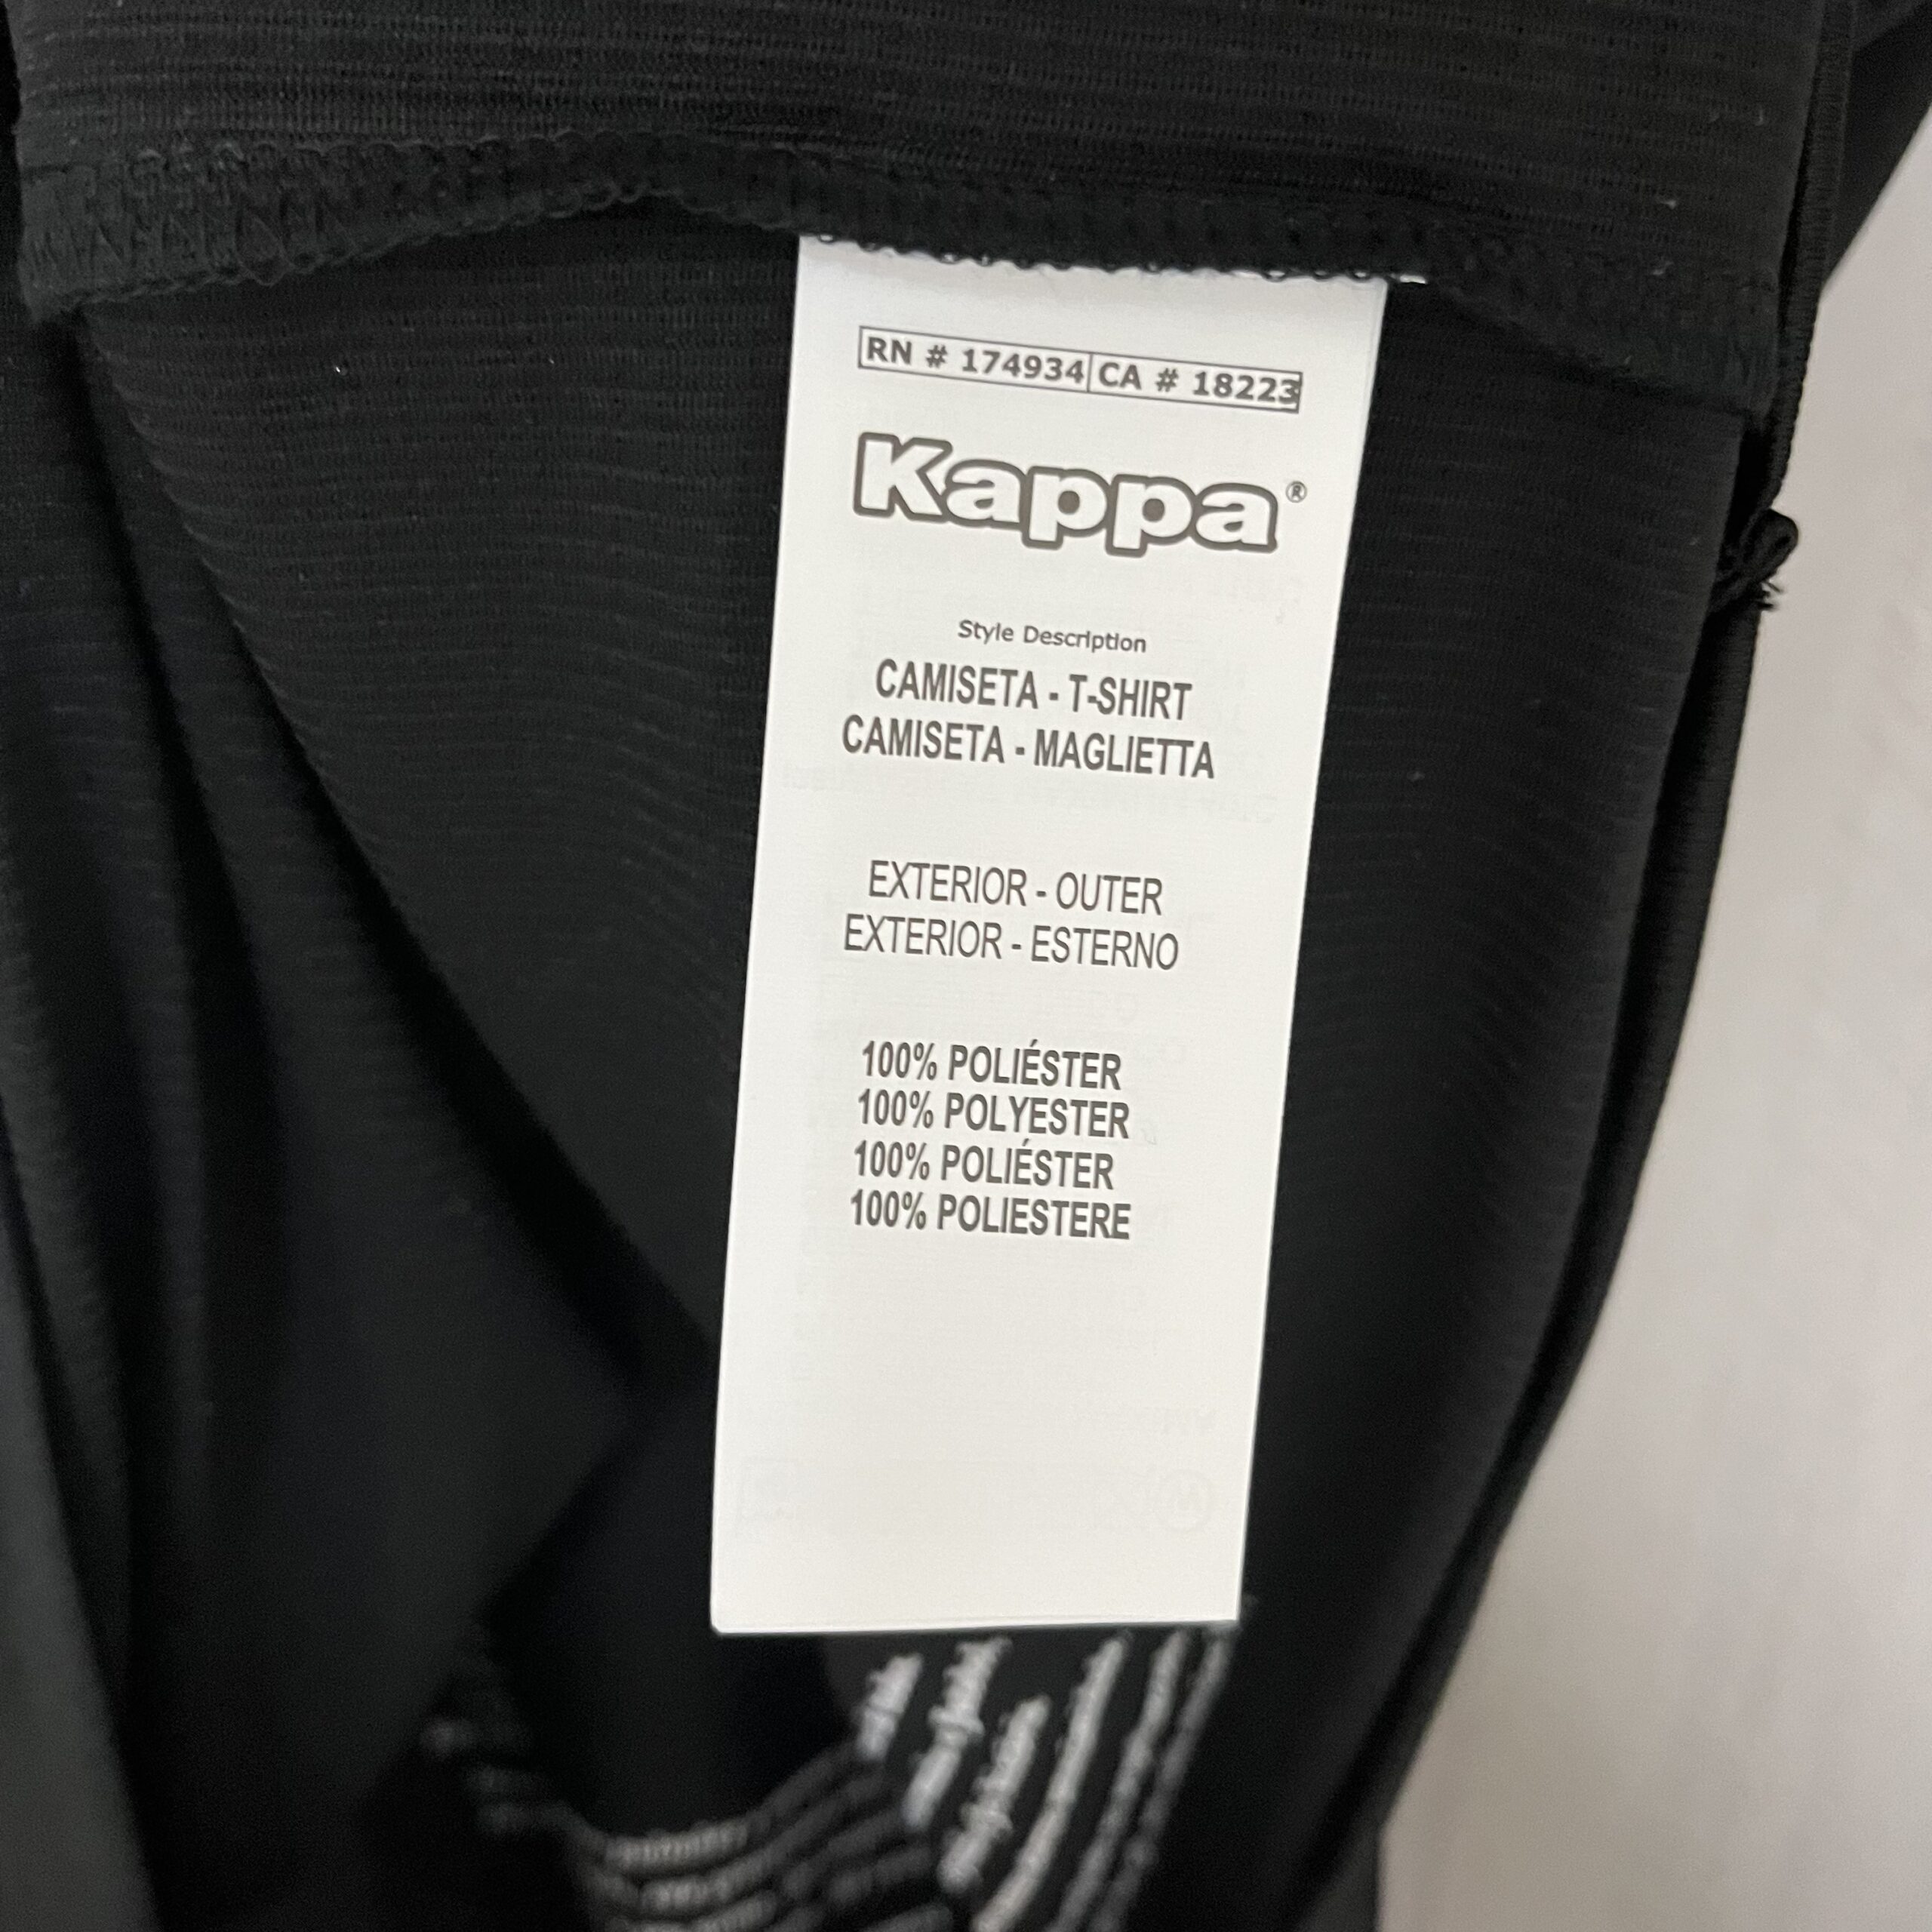 RN # 174934 CA # 18223
Kappa®
Style Description
CAMISETA - T-SHIRT
CAMISETA - MAGLIETTA
EXTERIOR - OUTER
EXTERIOR - ESTERNO
100% POLIÉSTER
100% POLYESTER
100% POLIÉSTER
100% POLIESTERE